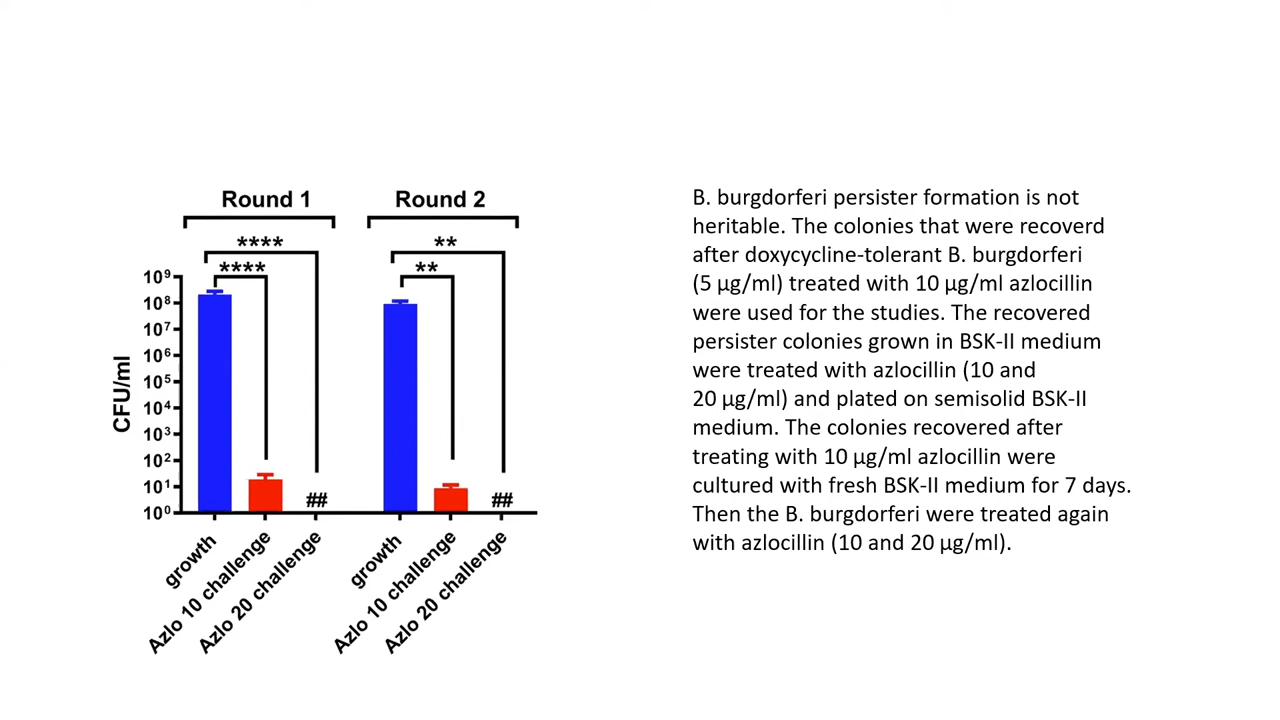 Round 1
Round 2
****
**
****
**
10⁹
10⁸
10⁷
10⁶
10⁵
10⁴
10³
10²
10¹
10⁰
CFU/ml
##
##
growth
Azlo 10 challenge
Azlo 20 challenge
growth
Azlo 10 challenge
Azlo 20 challenge
B. burgdorferi persister formation is not
heritable. The colonies that were recoverd
after doxycycline-tolerant B. burgdorferi
(5 µg/ml) treated with 10 µg/ml azlocillin
were used for the studies. The recovered
persister colonies grown in BSK-II medium
were treated with azlocillin (10 and
20 µg/ml) and plated on semisolid BSK-II
medium. The colonies recovered after
treating with 10 µg/ml azlocillin were
cultured with fresh BSK-II medium for 7 days.
Then the B. burgdorferi were treated again
with azlocillin (10 and 20 µg/ml).